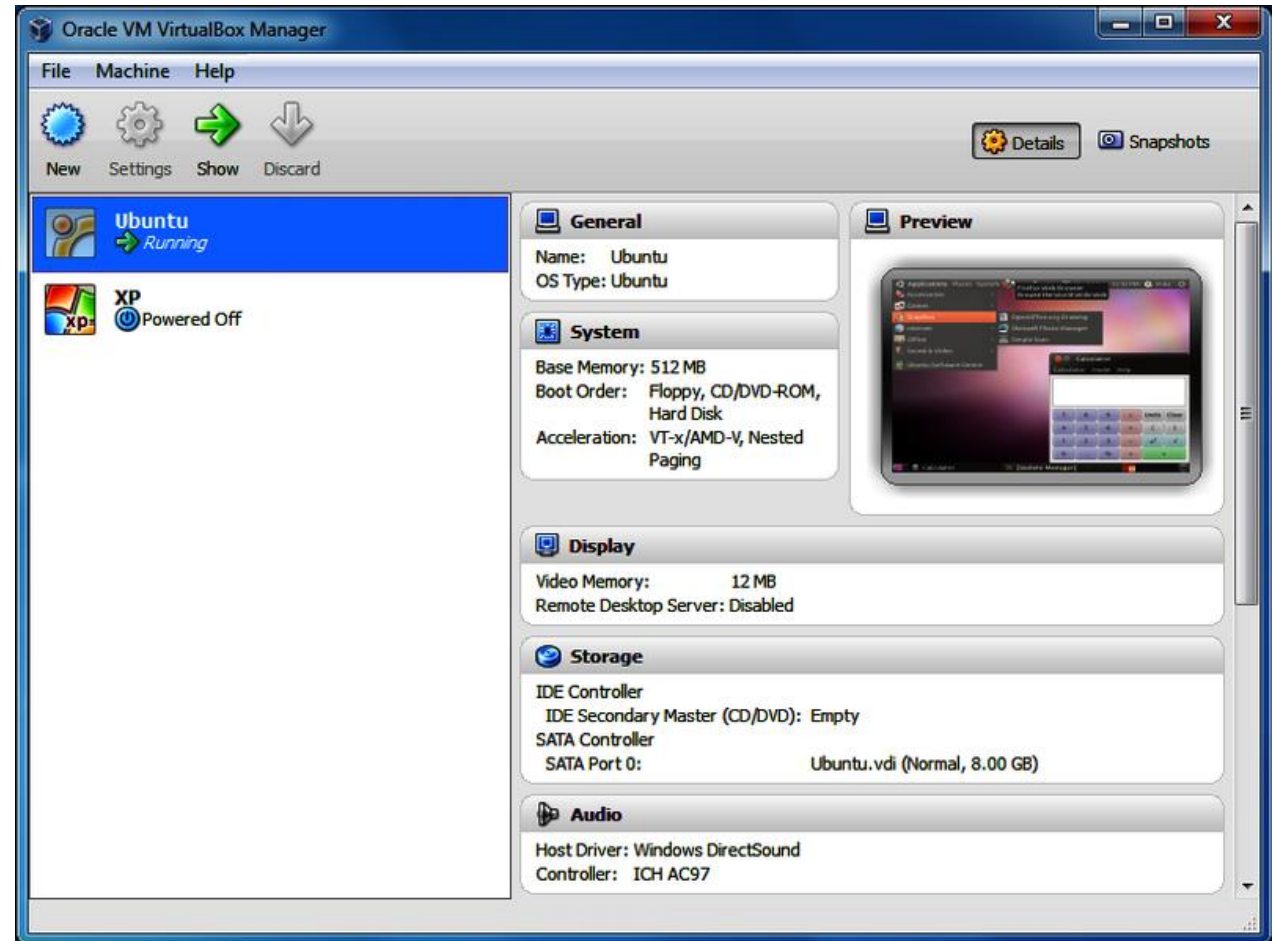 Oracle VM VirtualBox Manager
File Machine Help
New Settings Show Discard
Details Snapshots
Ubuntu
Running
XP
Powered Off
General
Name: Ubuntu
OS Type: Ubuntu
System
Base Memory: 512 MB
Boot Order: Floppy, CD/DVD-ROM,
Hard Disk
Acceleration: VT-x/AMD-V, Nested
Paging
Preview
Display
Video Memory: 12 MB
Remote Desktop Server: Disabled
Storage
IDE Controller
IDE Secondary Master (CD/DVD): Empty
SATA Controller
SATA Port 0: Ubuntu.vdi (Normal, 8.00 GB)
Audio
Host Driver: Windows DirectSound
Controller: ICH AC97